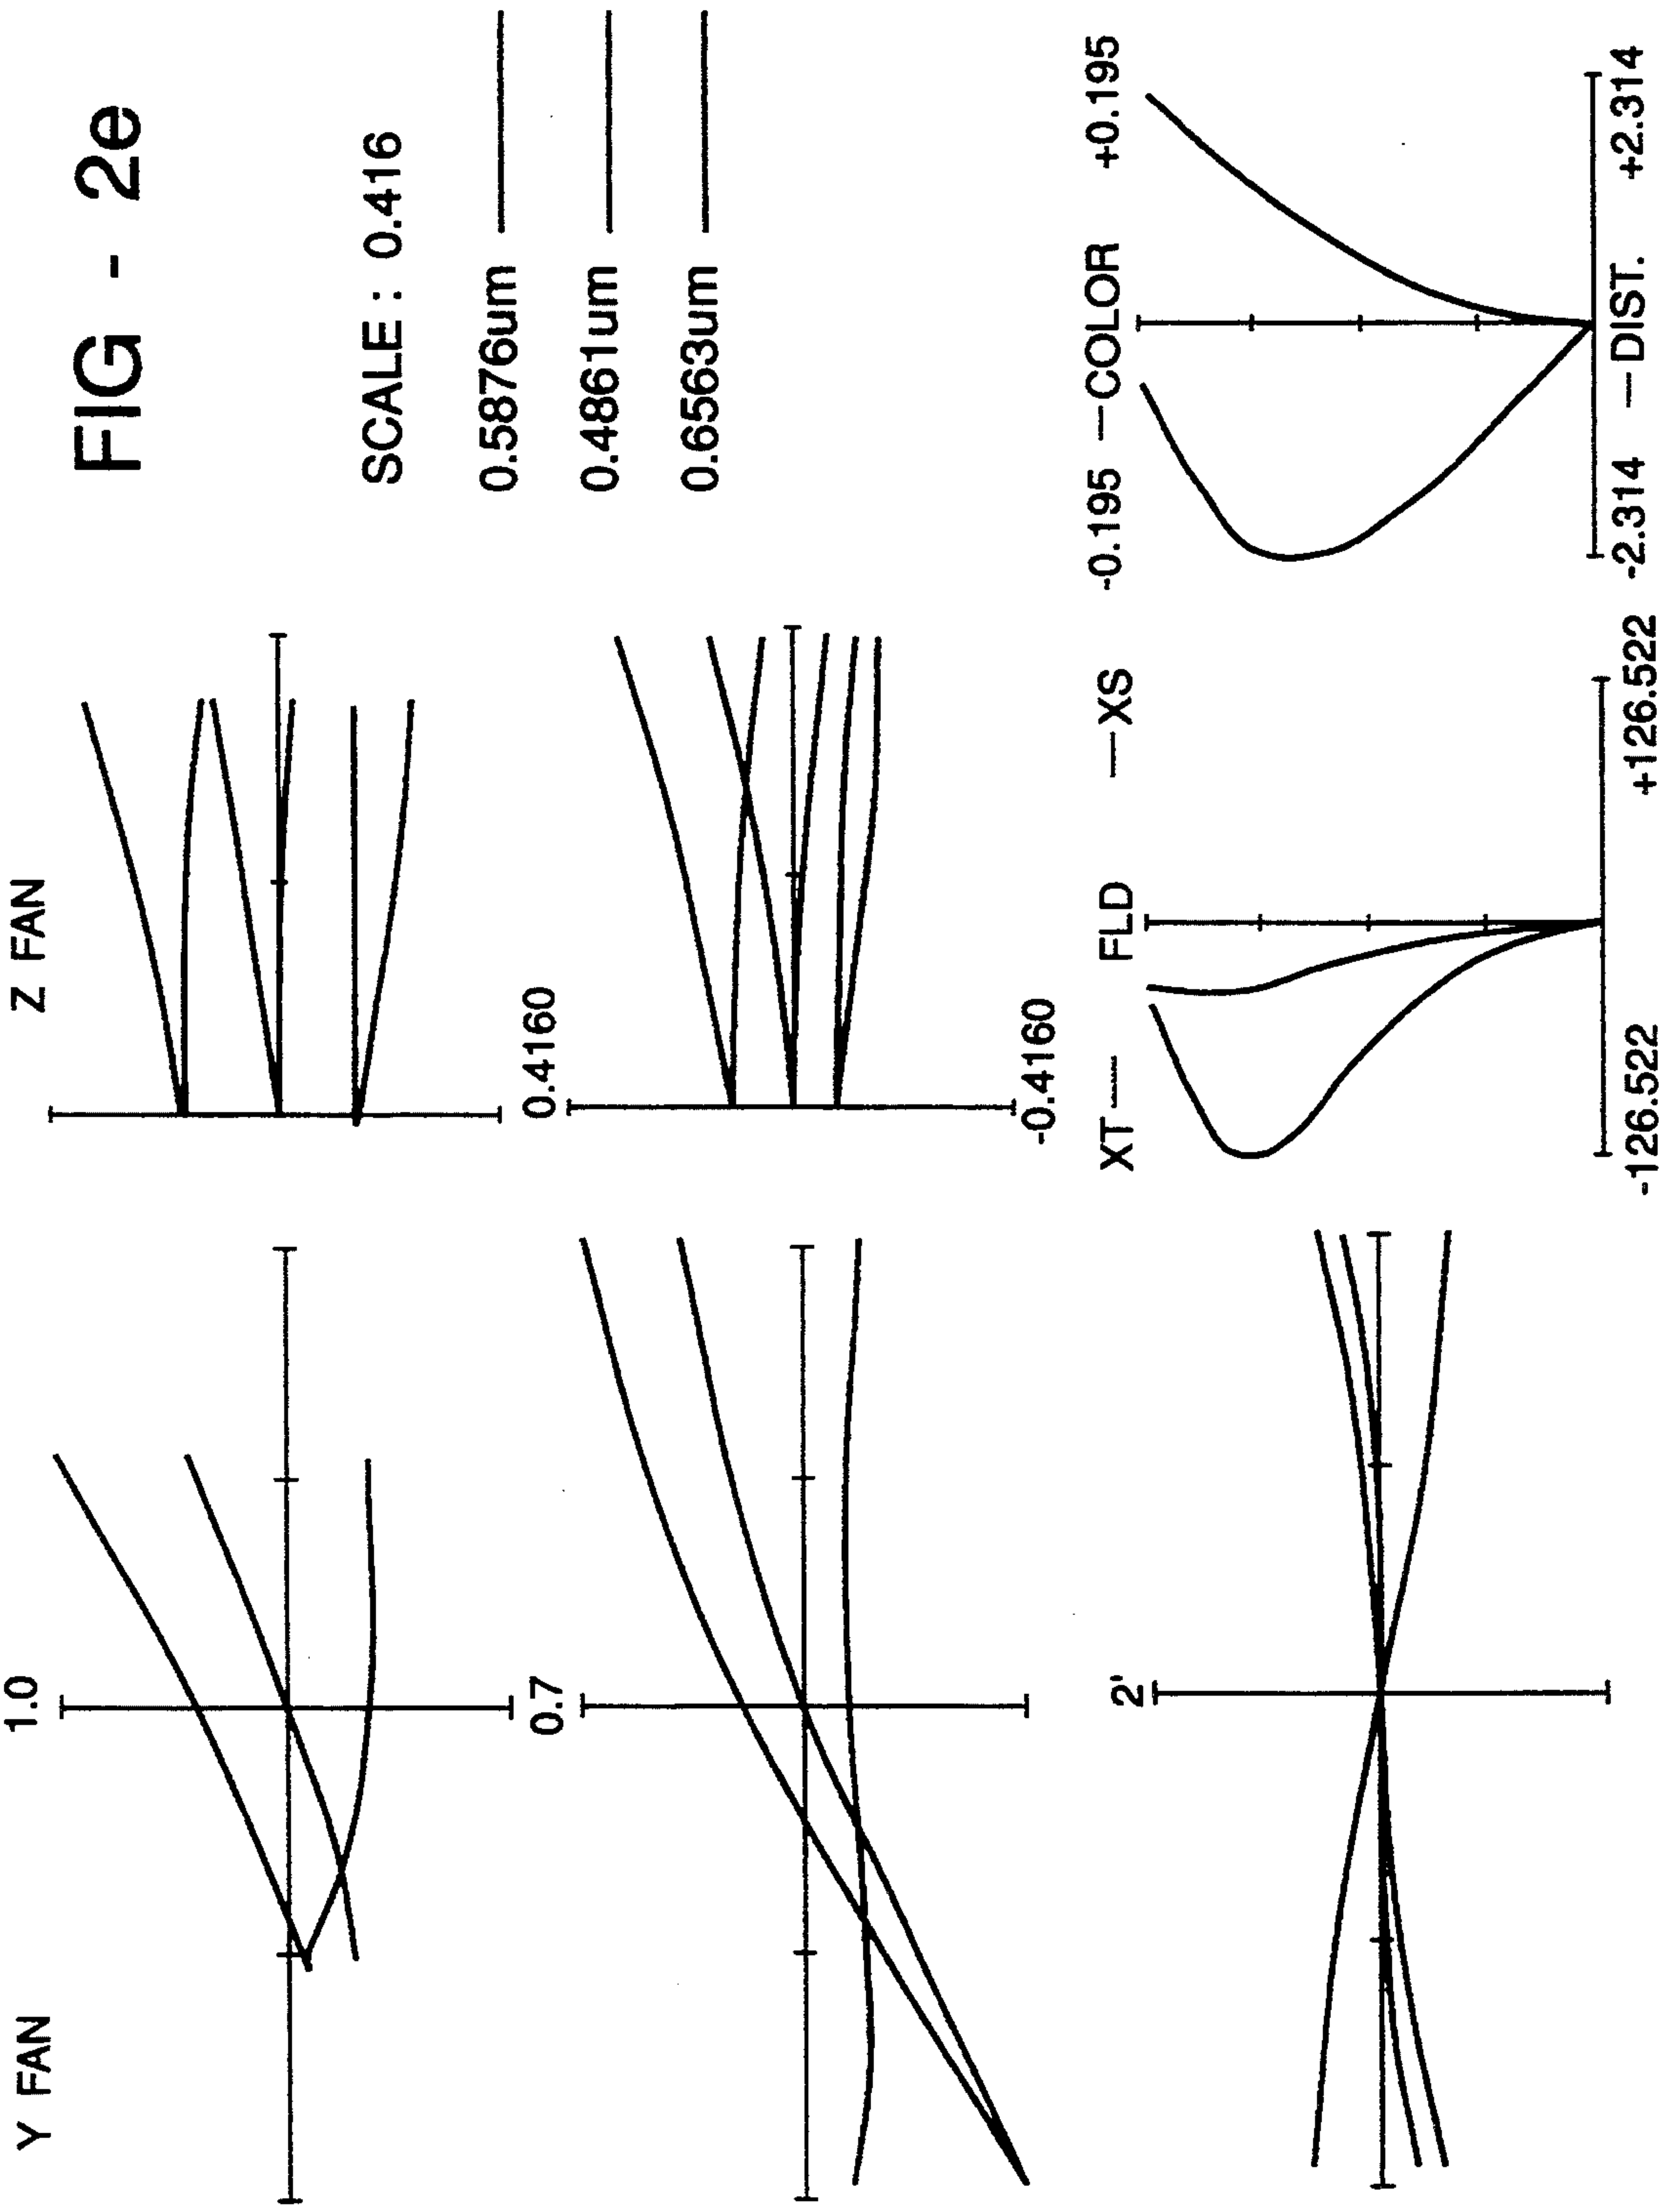 FIG - 2e
Y FAN
Z FAN
1.0
SCALE : 0.416
0.5876um
0.4861um
0.6563um
0.7
0.4160
-0.4160
2'
XT — FLD — XS
-126.522 +126.522
-0.195 — COLOR +0.195
-2.314 — DIST. +2.314